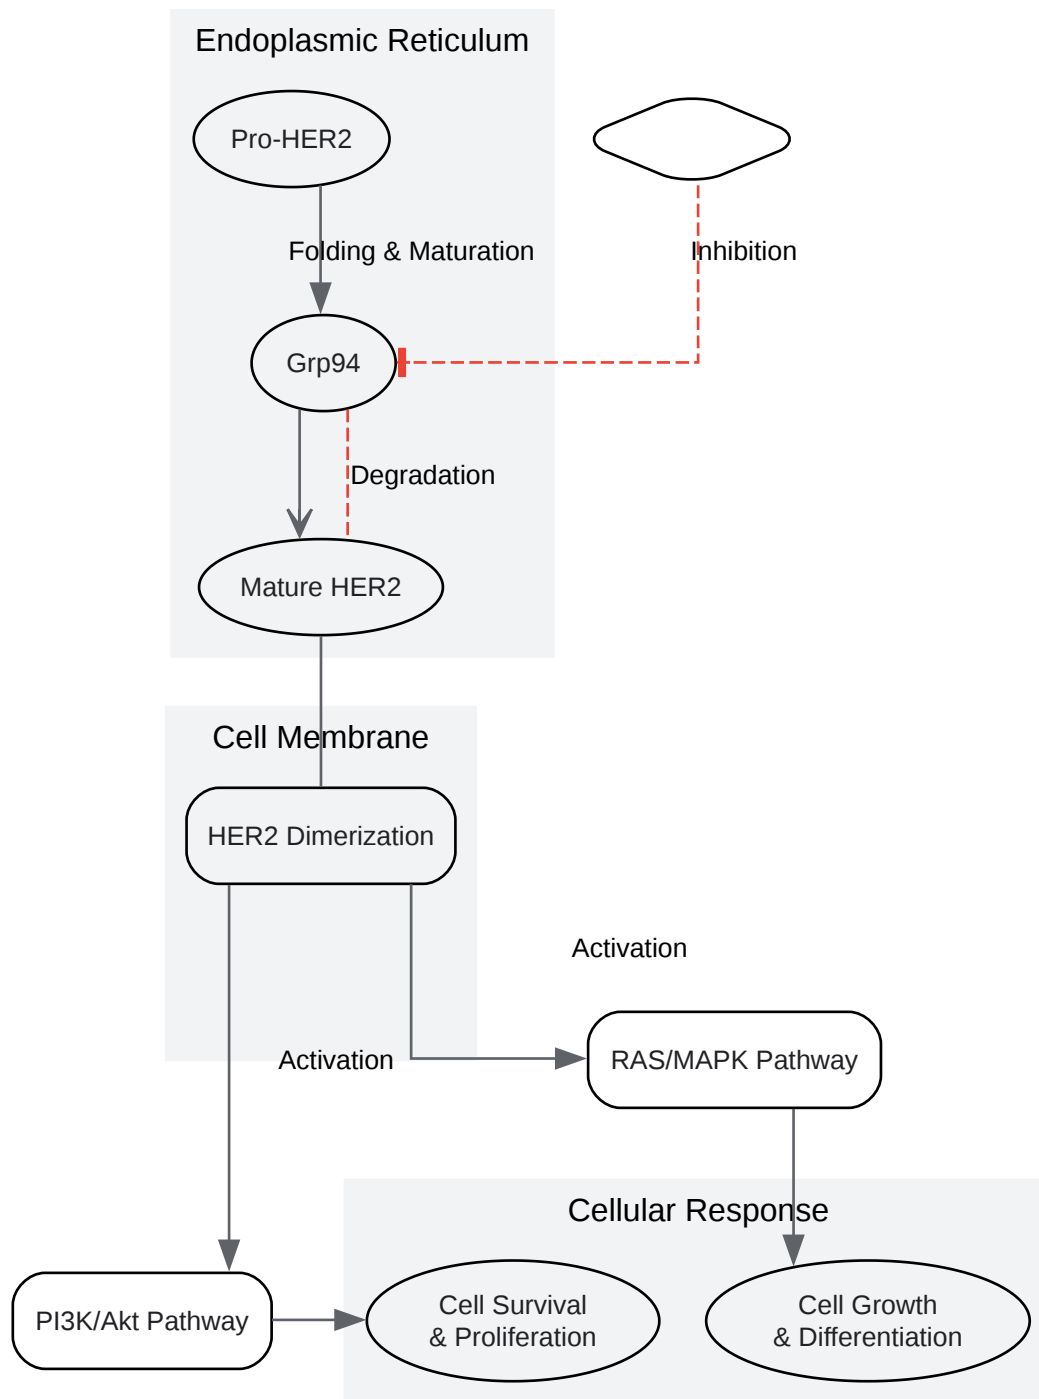 Endoplasmic Reticulum
Pro-HER2
Folding & Maturation
Inhibition
Grp94
Degradation
Mature HER2
Cell Membrane
HER2 Dimerization
Activation
Activation
RAS/MAPK Pathway
Cellular Response
PI3K/Akt Pathway
Cell Survival
& Proliferation
Cell Growth
& Differentiation